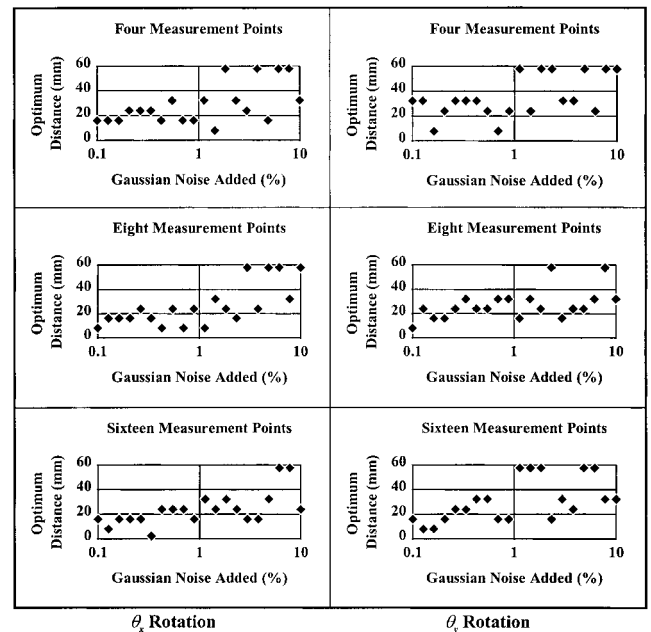 Four Measurement Points
Four Measurement Points
Optimum
Distance (mm)
60
40
20
0
0.1
1
10
Gaussian Noise Added (%)
Optimum
Distance (mm)
60
40
20
0
0.1
1
10
Gaussian Noise Added (%)
Eight Measurement Points
Eight Measurement Points
Optimum
Distance (mm)
60
40
20
0
0.1
1
10
Gaussian Noise Added (%)
Optimum
Distance (mm)
60
40
20
0
0.1
1
10
Gaussian Noise Added (%)
Sixteen Measurement Points
Sixteen Measurement Points
Optimum
Distance (mm)
60
40
20
0
0.1
1
10
Gaussian Noise Added (%)
Optimum
Distance (mm)
60
40
20
0
0.1
1
10
Gaussian Noise Added (%)
θx Rotation
θy Rotation